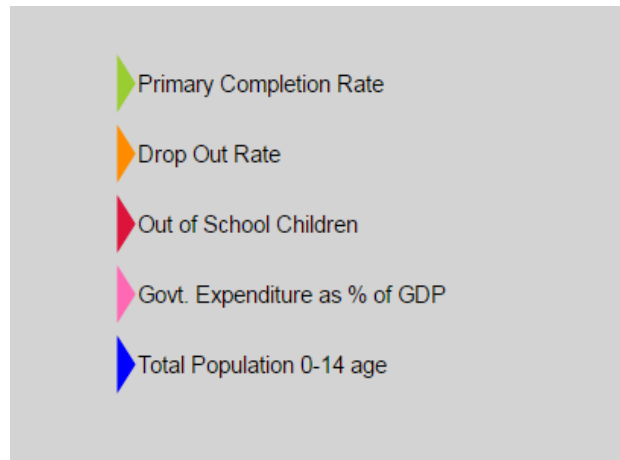 Primary Completion Rate
Drop Out Rate
Out of School Children
Govt. Expenditure as % of GDP
Total Population 0-14 age